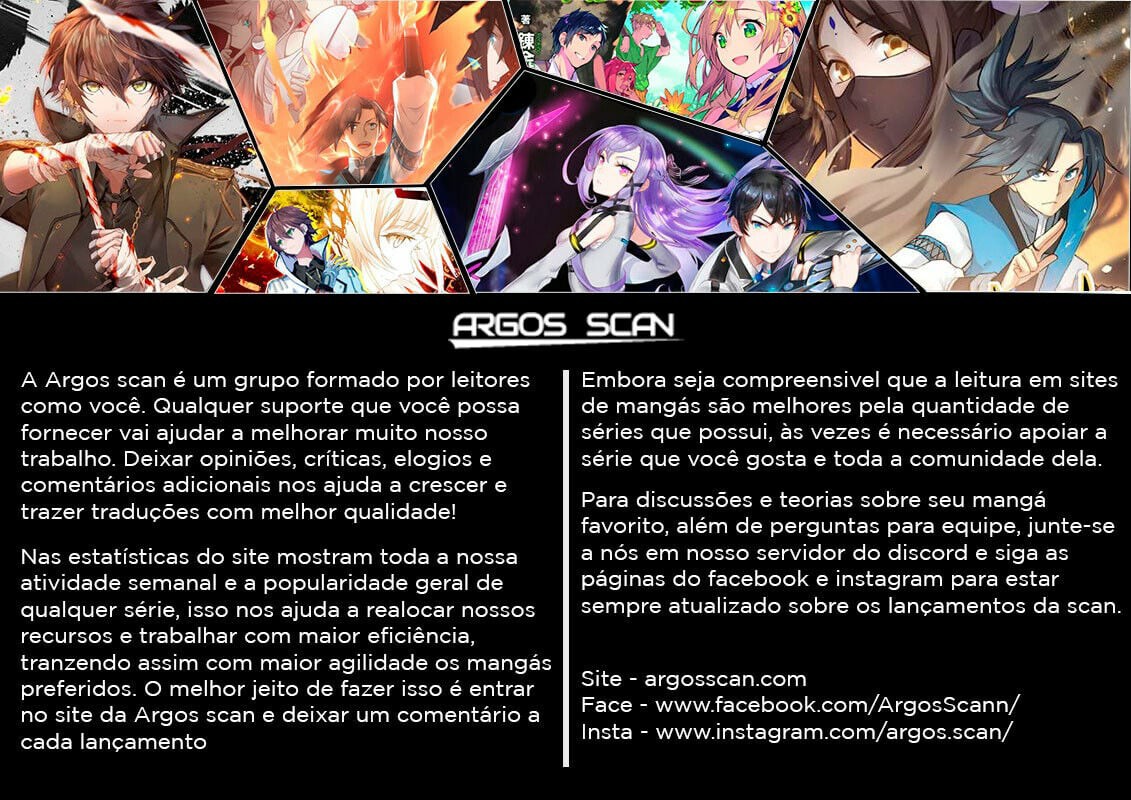 著
ARGOS SCAN
A Argos scan é um grupo formado por leitores
como você. Qualquer suporte que você possa
fornecer vai ajudar a melhorar muito nosso
trabalho. Deixar opiniões, críticas, elogios e
comentários adicionais nos ajuda a crescer e
trazer traduções com melhor qualidade!
Nas estatísticas do site mostram toda a nossa
atividade semanal e a popularidade geral de
qualquer série, isso nos ajuda a realocar nossos
recursos e trabalhar com maior eficiência,
tranzendo assim com maior agilidade os mangás
preferidos. O melhor jeito de fazer isso é entrar
no site da Argos scan e deixar um comentário a
cada lançamento
Embora seja compreensivel que a leitura em sites
de mangás são melhores pela quantidade de
séries que possui, às vezes é necessário apoiar a
série que você gosta e toda a comunidade dela.
Para discussões e teorias sobre seu mangá
favorito, além de perguntas para equipe, junte-se
a nós em nosso servidor do discord e siga as
páginas do facebook e instagram para estar
sempre atualizado sobre os lançamentos da scan.
Site - argosscan.com
Face - www.facebook.com/ArgosScann/
Insta - www.instagram.com/argos.scan/